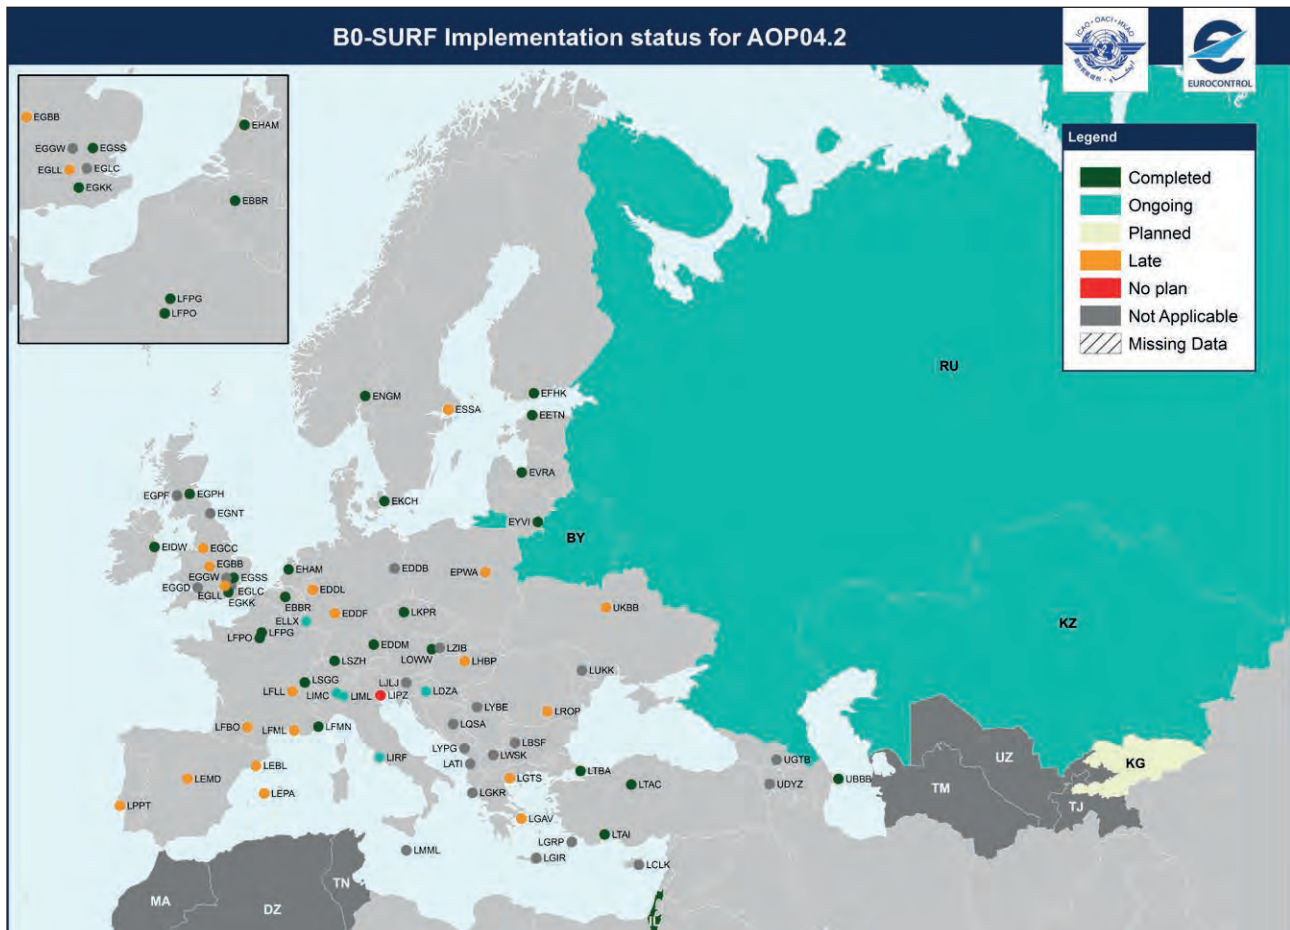 B0-SURF Implementation status for AOP04.2
EUROCONTROL
Legend
Completed
Ongoing
Planned
Late
No plan
Not Applicable
Missing Data
EGBB
EHAM
EGGW
EGSS
EGLL
EGLC
EGKK
EBBR
LFPG
LFPO
RU
ENGM
ESSA
EFHK
EETN
EVRA
EGPF
EGPH
EKCH
EGNT
EYVI
BY
EIDW
EGCC
EGBB
EHAM
EDDB
EPWA
EGGW
EGSS
EGGD
EGLC
EGLL
EGKK
EDDL
EBBR
EDDF
LKPR
UKBB
ELLX
KZ
LFPG
LFPO
EDDM
LZIB
LOWW
LSZH
LHBP
LUKK
LSGG
LJLJ
LFLL
LIMC
LIML
LIPZ
LDZA
LYBE
LROP
LFBO
LFML
LFMN
LQSA
LBSF
LYPG
LWSK
LIRF
LATI
UGTB
UZ
KG
LEBL
LTBA
LEMD
LGTS
LTAC
UDYZ
UBBB
TM
LEPA
LGKR
TJ
LPPT
LGAV
LTAI
LGRP
LMML
LGIR
LCLK
TN
MA
DZ
IL